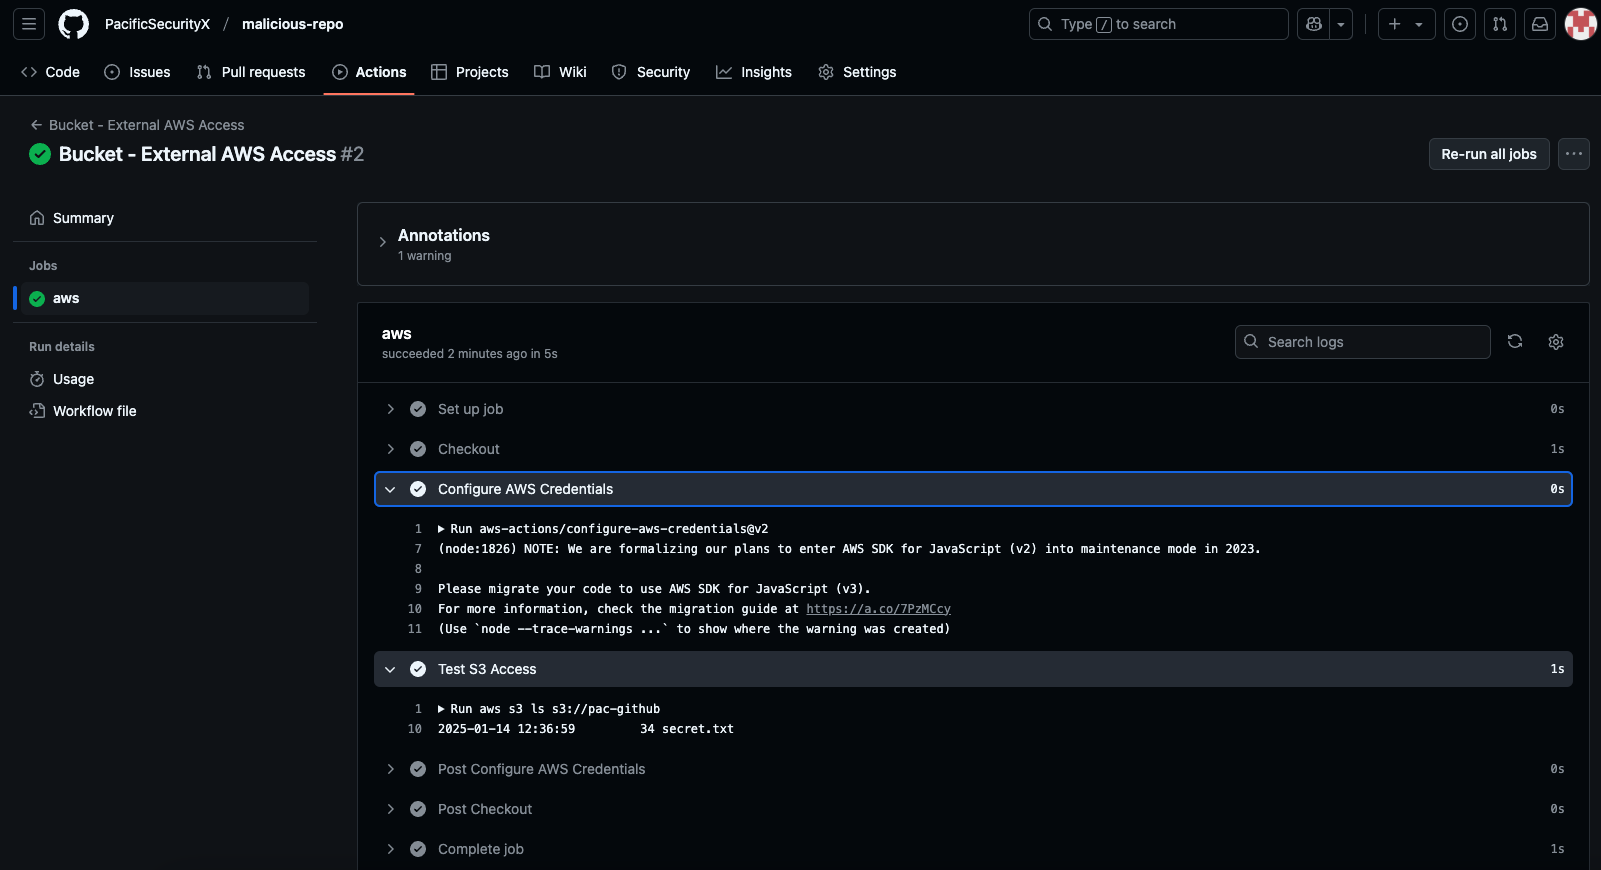 PacificSecurityX / malicious-repo
Type / to search
Code Issues Pull requests Actions Projects Wiki Security Insights Settings
Bucket - External AWS Access
Bucket - External AWS Access #2
Re-run all jobs
Summary
Jobs
aws
Run details
Usage
Workflow file
Annotations
1 warning
aws
succeeded 2 minutes ago in 5s
Search logs
Set up job 0s
Checkout 1s
Configure AWS Credentials 0s
1 Run aws-actions/configure-aws-credentials@v2
7 (node:1826) NOTE: We are formalizing our plans to enter AWS SDK for JavaScript (v2) into maintenance mode in 2023.
8
9 Please migrate your code to use AWS SDK for JavaScript (v3).
10 For more information, check the migration guide at https://a.co/7PzMCcy
11 (Use `node --trace-warnings ...` to show where the warning was created)
Test S3 Access 1s
1 Run aws s3 ls s3://pac-github
10 2025-01-14 12:36:59 34 secret.txt
Post Configure AWS Credentials 0s
Post Checkout 0s
Complete job 1s